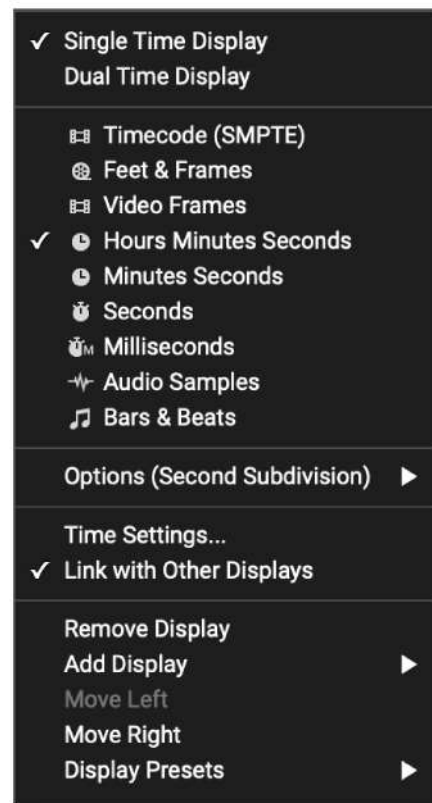 Single Time Display
Dual Time Display
Timecode (SMPTE)
Feet & Frames
Video Frames
Hours Minutes Seconds
Minutes Seconds
Seconds
Milliseconds
Audio Samples
Bars & Beats
Options (Second Subdivision)
Time Settings...
Link with Other Displays
Remove Display
Add Display
Move Left
Move Right
Display Presets